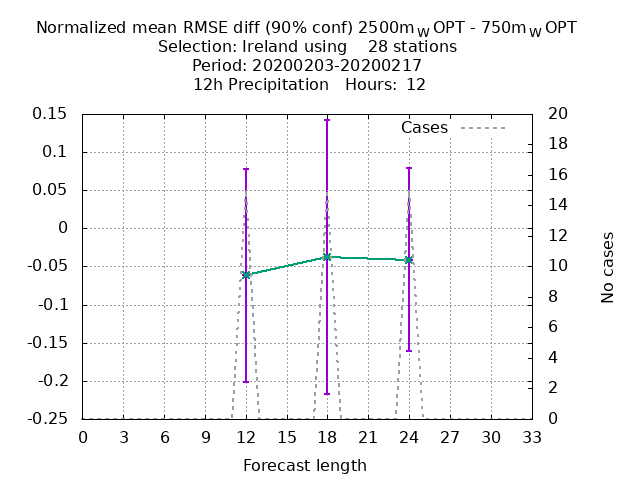 Normalized mean RMSE diff (90% conf) 2500m_W OPT - 750m_W OPT
Selection: Ireland using 28 stations
Period: 20200203-20200217
12h Precipitation Hours: 12
Cases
0.15
0.1
0.05
0
-0.05
-0.1
-0.15
-0.2
-0.25
20
18
16
14
12
10
8
6
4
2
0
No cases
0 3 6 9 12 15 18 21 24 27 30 33
Forecast length